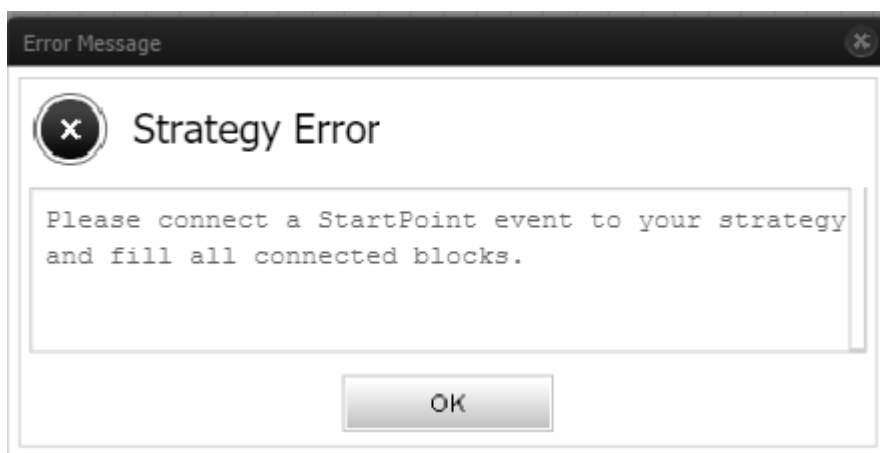 Error Message
Strategy Error
Please connect a StartPoint event to your strategy
and fill all connected blocks.
OK